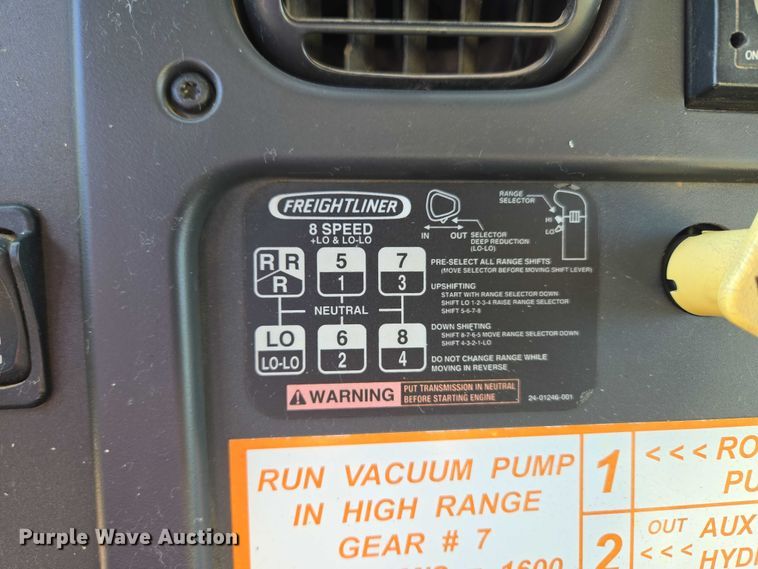 ON
FREIGHTLINER
8 SPEED
+LO & LO-LO
IN OUT SELECTOR
DEEP REDUCTION
(LO-LO)
RANGE
SELECTOR
HI
LO
R R 5 7
R 1 3
NEUTRAL
LO 6 8
LO-LO 2 4
PRE-SELECT ALL RANGE SHIFTS
(MOVE SELECTOR BEFORE MOVING SHIFT LEVER)
UPSHIFTING
START WITH RANGE SELECTOR DOWN
SHIFT LO 1-2-3-4 RAISE RANGE SELECTOR
SHIFT 5-6-7-8
DOWN SHIFTING
SHIFT 8-7-6-5 MOVE RANGE SELECTOR DOWN
SHIFT 4-3-2-1-LO
DO NOT CHANGE RANGE WHILE
MOVING IN REVERSE
WARNING
PUT TRANSMISSION IN NEUTRAL
BEFORE STARTING ENGINE
24-01246-001
RUN VACUUM PUMP
IN HIGH RANGE
GEAR # 7
1600
1 <<< RO
PU
2 OUT AUX
<<< HYD
Purple Wave Auction